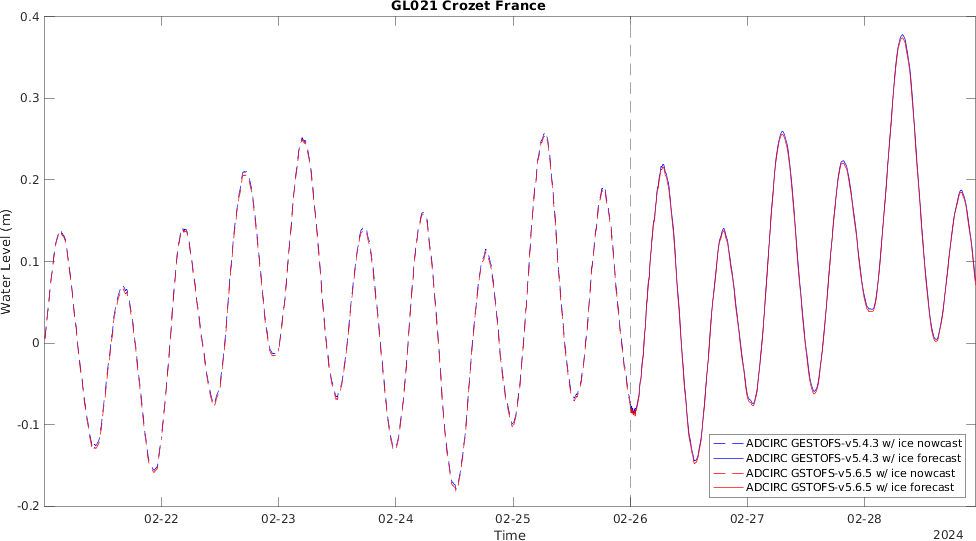 GL021 Crozet France
0.4
0.3
0.2
0.1
0
-0.1
-0.2
Water Level (m)
02-22
02-23
02-24
02-25
02-26
02-27
02-28
Time
2024
ADCIRC GESTOFS-v5.4.3 w/ ice nowcast
ADCIRC GESTOFS-v5.4.3 w/ ice forecast
ADCIRC GSTOFS-v5.6.5 w/ ice nowcast
ADCIRC GSTOFS-v5.6.5 w/ ice forecast